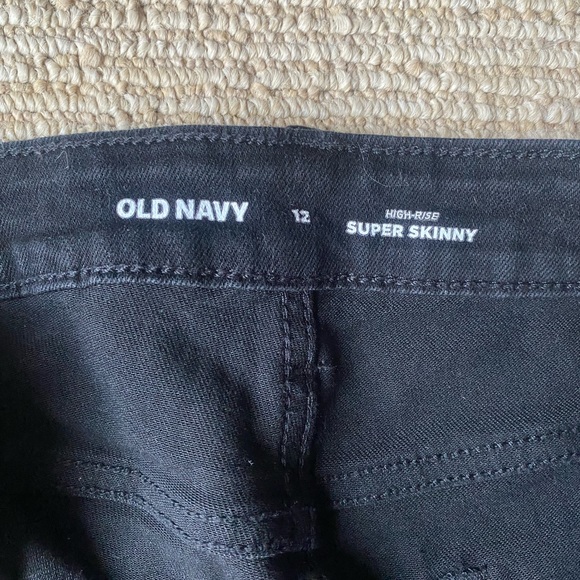 OLD NAVY
12
HIGH-RISE
SUPER SKINNY